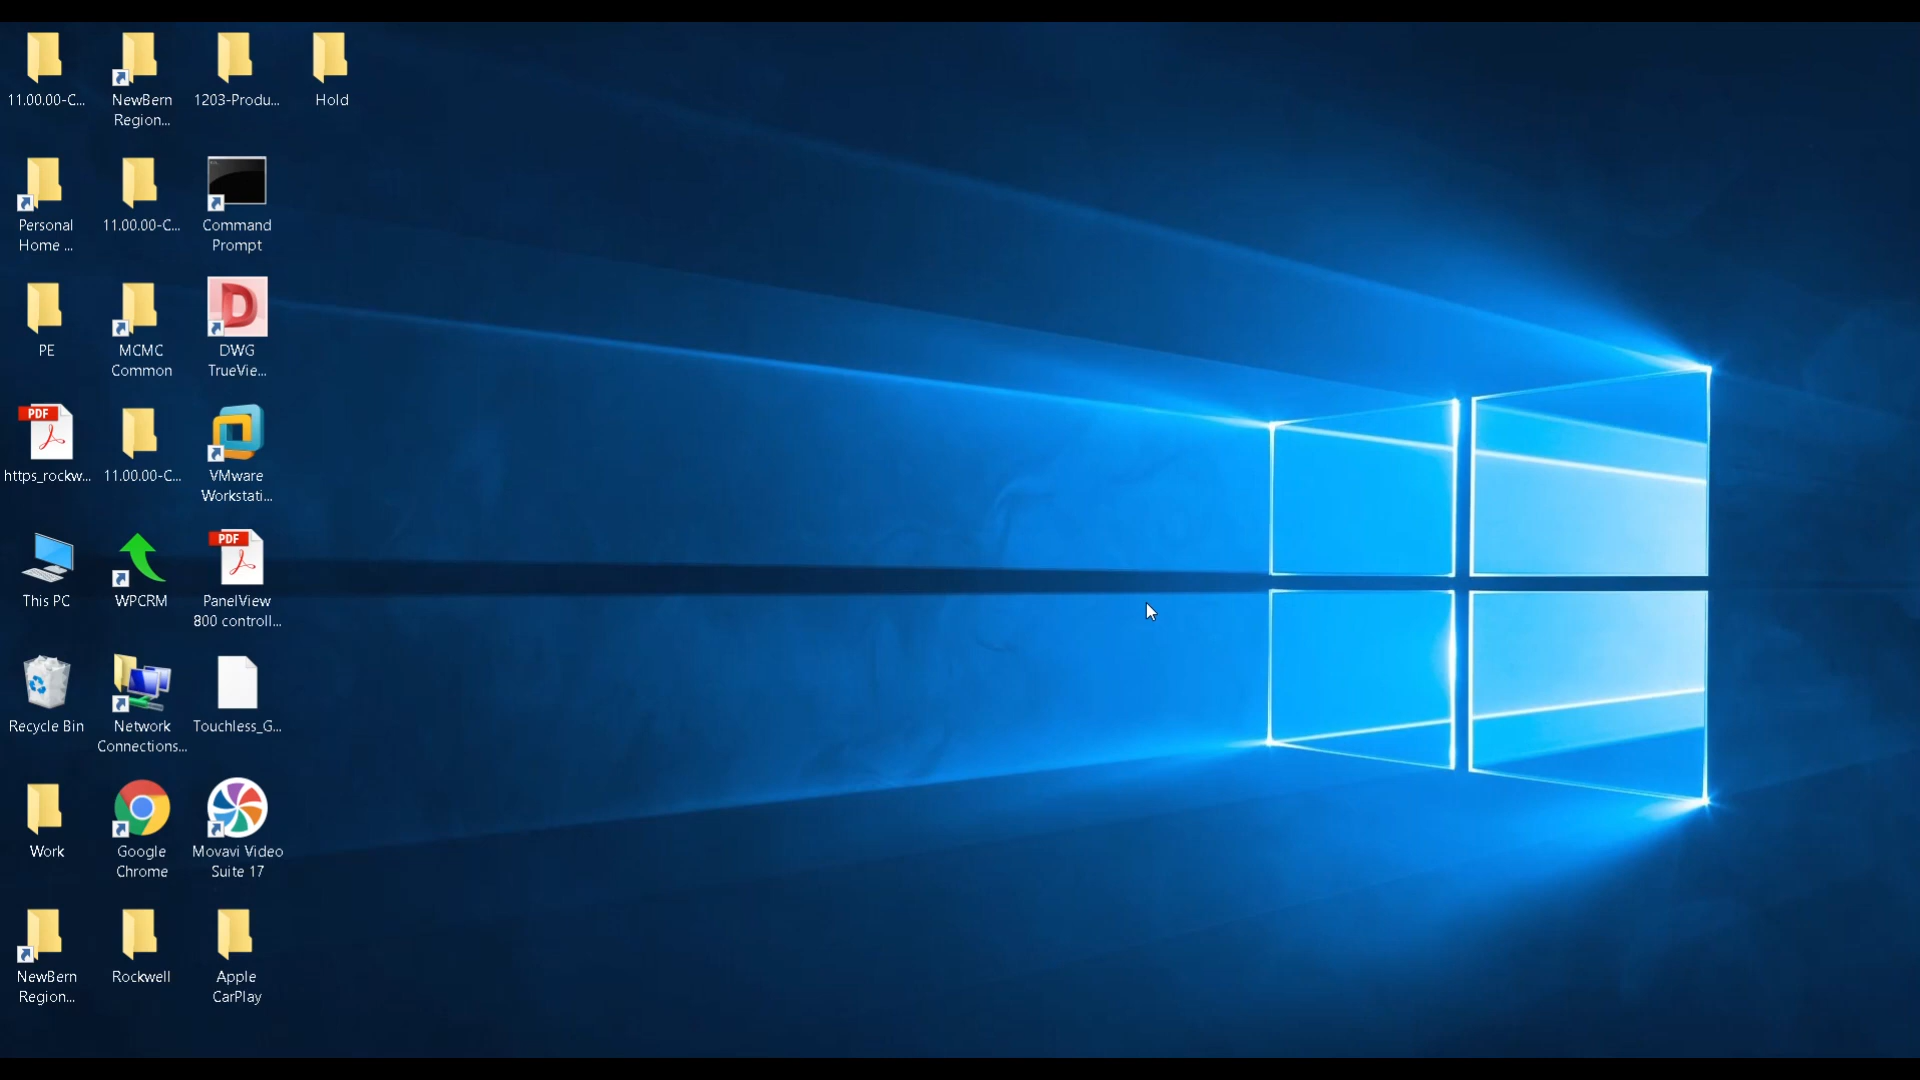 11.00.00-C...
NewBern
Region...
1203-Produ...
Hold
Personal
Home ...
11.00.00-C...
Command
Prompt
PE
MCMC
Common
D
DWG
TrueVie...
PDF
https_rockw...
11.00.00-C...
VMware
Workstati...
This PC
WPCRM
PDF
PanelView
800 controll...
Recycle Bin
Network
Connections...
Touchless_G...
Work
Google
Chrome
Movavi Video
Suite 17
NewBern
Region...
Rockwell
Apple
CarPlay